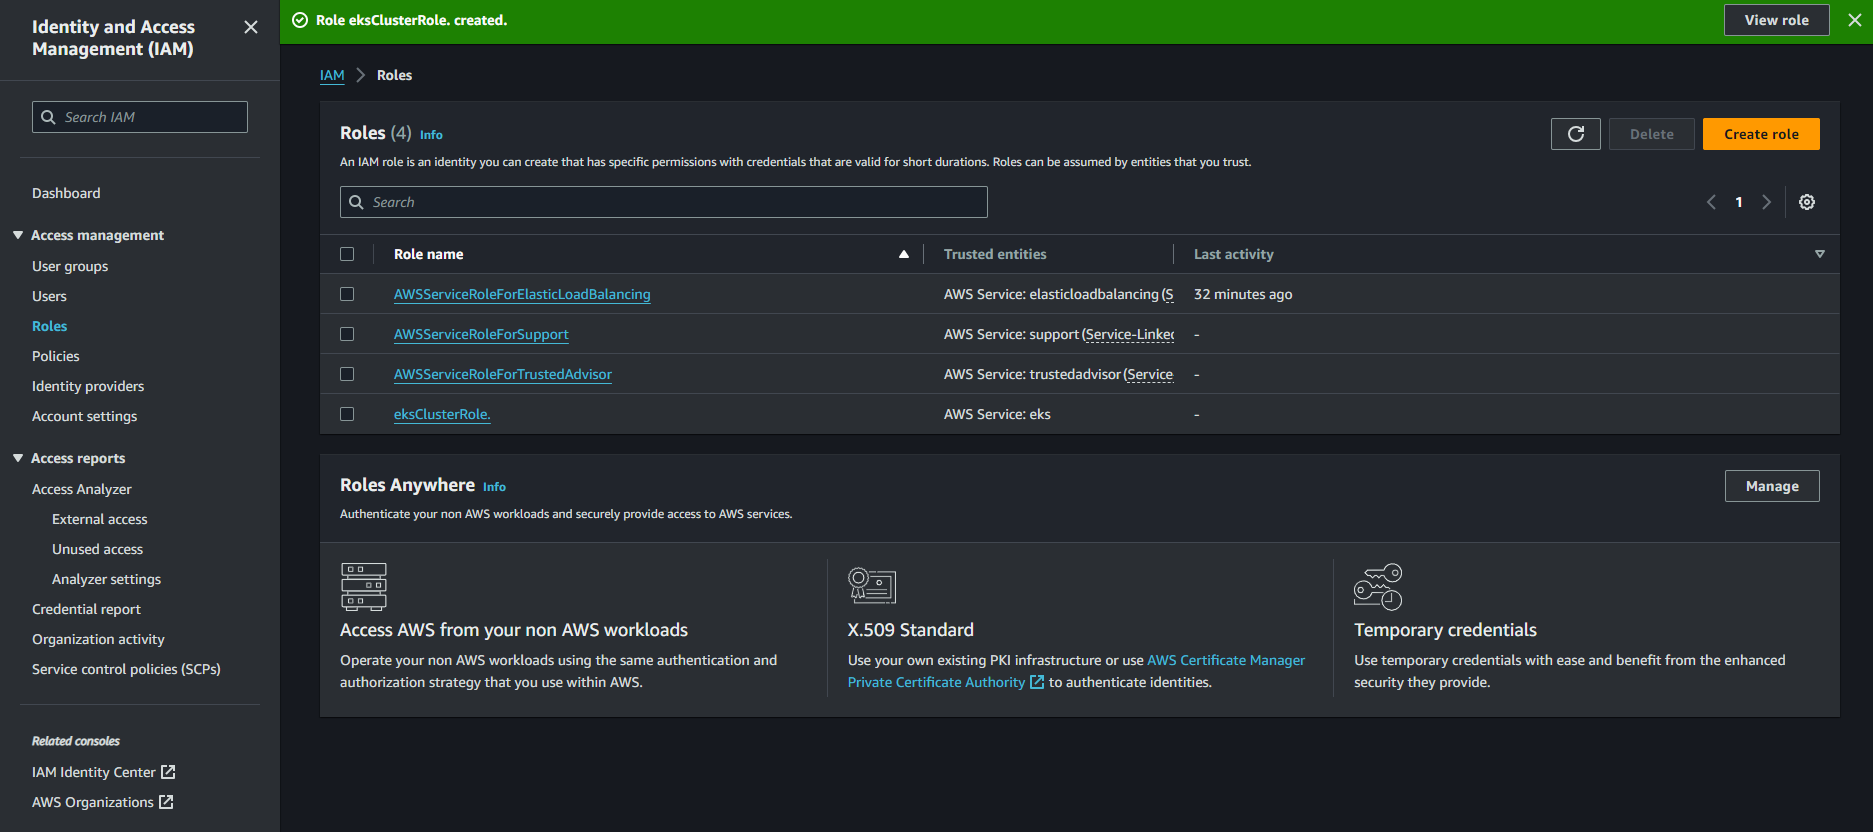 Identity and Access
Management (IAM)
Search IAM
Dashboard
Access management
User groups
Users
Roles
Policies
Identity providers
Account settings
Access reports
Access Analyzer
External access
Unused access
Analyzer settings
Credential report
Organization activity
Service control policies (SCPs)
Related consoles
IAM Identity Center
AWS Organizations
Role eksClusterRole. created.
View role
IAM > Roles
Roles (4) Info
Delete
Create role
An IAM role is an identity you can create that has specific permissions with credentials that are valid for short durations. Roles can be assumed by entities that you trust.
Search
1
Role name Trusted entities Last activity
AWSServiceRoleForElasticLoadBalancing AWS Service: elasticloadbalancing (S 32 minutes ago
AWSServiceRoleForSupport AWS Service: support (Service-Linked -
AWSServiceRoleForTrustedAdvisor AWS Service: trustedadvisor (Service -
eksClusterRole. AWS Service: eks -
Roles Anywhere Info
Manage
Authenticate your non AWS workloads and securely provide access to AWS services.
Access AWS from your non AWS workloads
Operate your non AWS workloads using the same authentication and
authorization strategy that you use within AWS.
X.509 Standard
Use your own existing PKI infrastructure or use AWS Certificate Manager
Private Certificate Authority to authenticate identities.
Temporary credentials
Use temporary credentials with ease and benefit from the enhanced
security they provide.